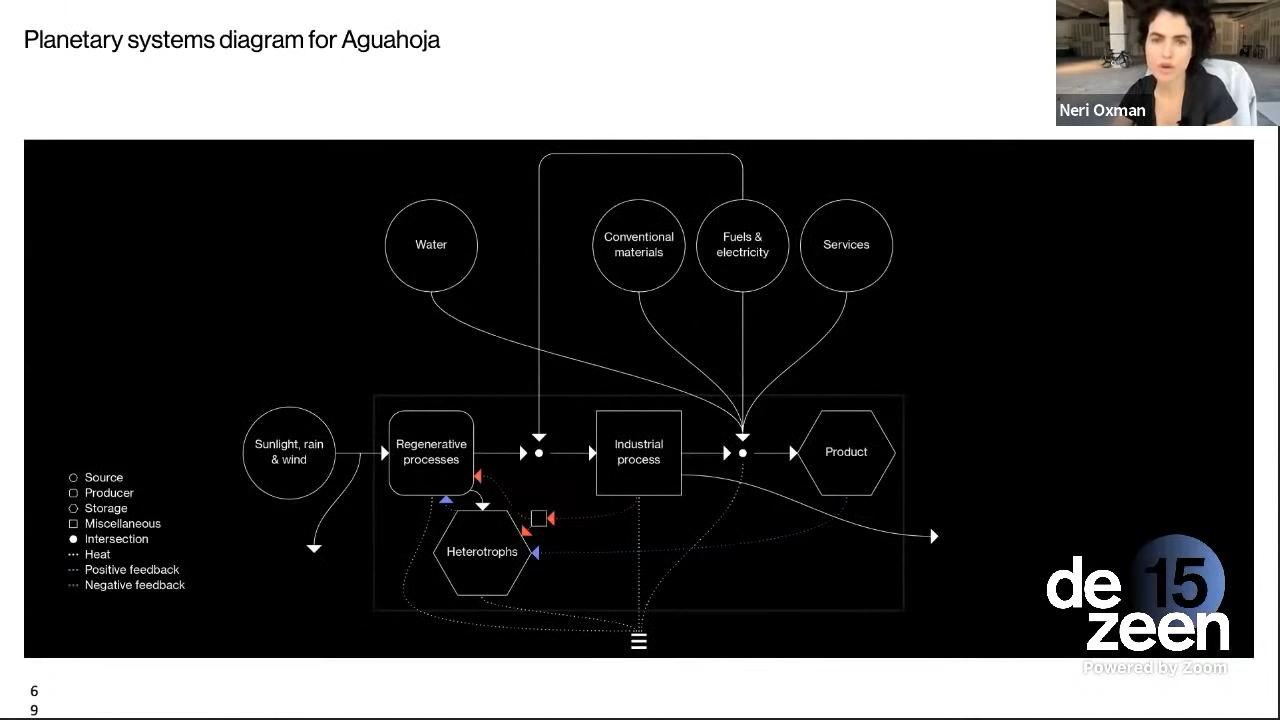 Planetary systems diagram for Aguahoja
Neri Oxman
Water
Conventional
materials
Fuels &
electricity
Services
Sunlight, rain
& wind
Regenerative
processes
Industrial
process
Product
Heterotrophs
Source
Producer
Storage
Miscellaneous
Intersection
Heat
Positive feedback
Negative feedback
de 15
zeen
Powered by Zoom
6
9